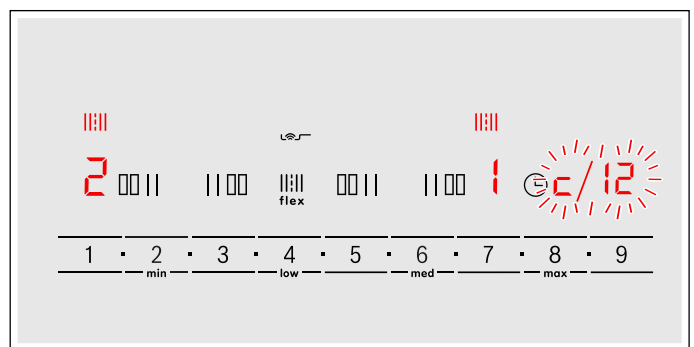 2 1 c/12
flex
1 · 2 · 3 · 4 · 5 · 6 · 7 · 8 · 9
min low med max